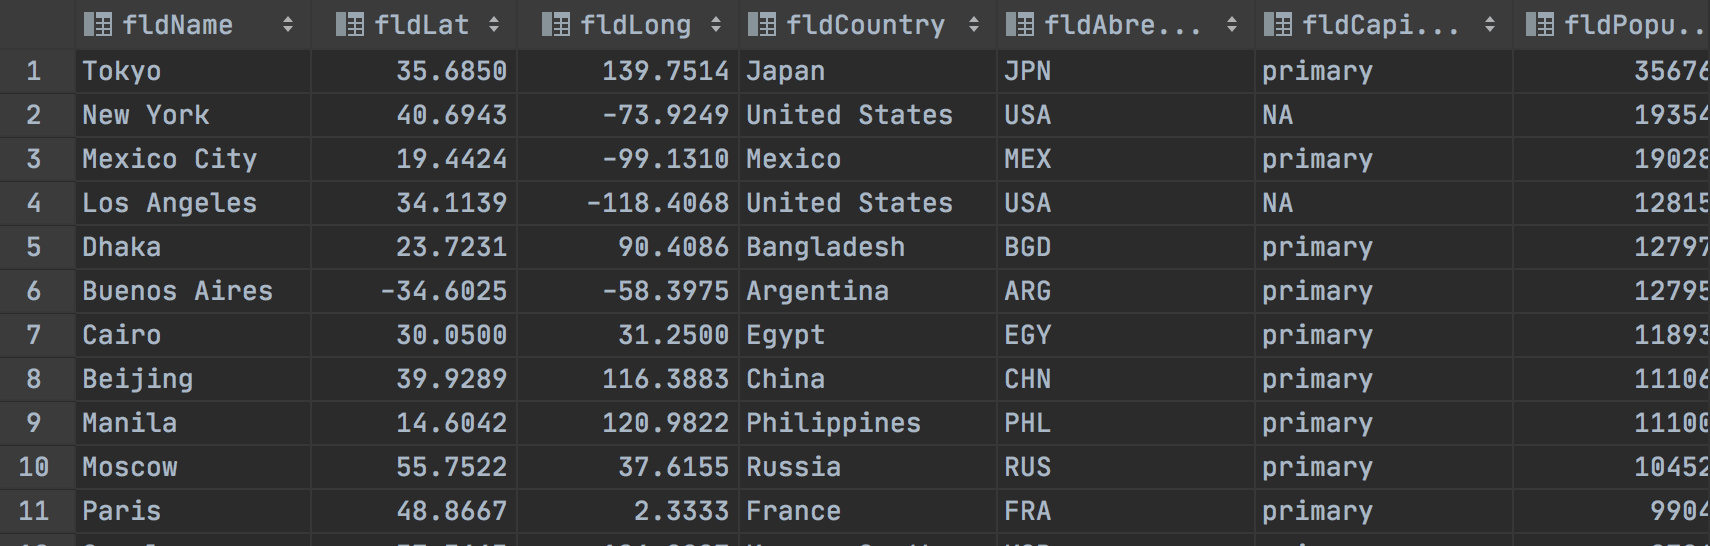 fldName fldLat fldLong fldCountry fldAbre... fldCapi... fldPopu..
1 Tokyo 35.6850 139.7514 Japan JPN primary 35676
2 New York 40.6943 -73.9249 United States USA NA 19354
3 Mexico City 19.4424 -99.1310 Mexico MEX primary 19028
4 Los Angeles 34.1139 -118.4068 United States USA NA 12815
5 Dhaka 23.7231 90.4086 Bangladesh BGD primary 12797
6 Buenos Aires -34.6025 -58.3975 Argentina ARG primary 12795
7 Cairo 30.0500 31.2500 Egypt EGY primary 11893
8 Beijing 39.9289 116.3883 China CHN primary 11106
9 Manila 14.6042 120.9822 Philippines PHL primary 11100
10 Moscow 55.7522 37.6155 Russia RUS primary 10452
11 Paris 48.8667 2.3333 France FRA primary 9904